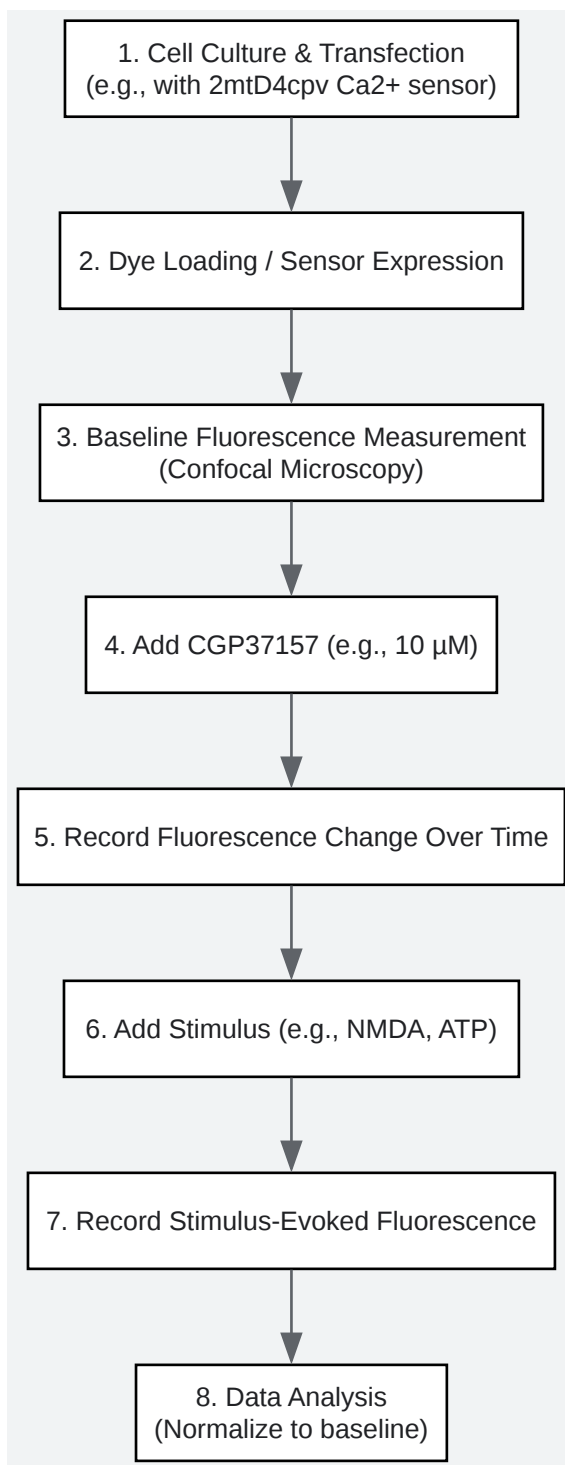 1. Cell Culture & Transfection
(e.g., with 2mtD4cpv Ca2+ sensor)
2. Dye Loading / Sensor Expression
3. Baseline Fluorescence Measurement
(Confocal Microscopy)
4. Add CGP37157 (e.g., 10 µM)
5. Record Fluorescence Change Over Time
6. Add Stimulus (e.g., NMDA, ATP)
7. Record Stimulus-Evoked Fluorescence
8. Data Analysis
(Normalize to baseline)